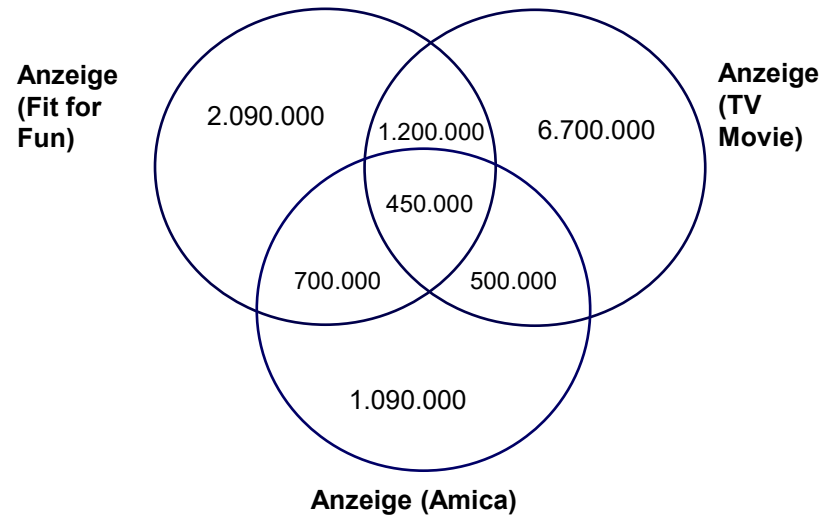 Anzeige
(Fit for
Fun)
2.090.000
1.200.000
6.700.000
Anzeige
(TV
Movie)
450.000
700.000
500.000
1.090.000
Anzeige (Amica)